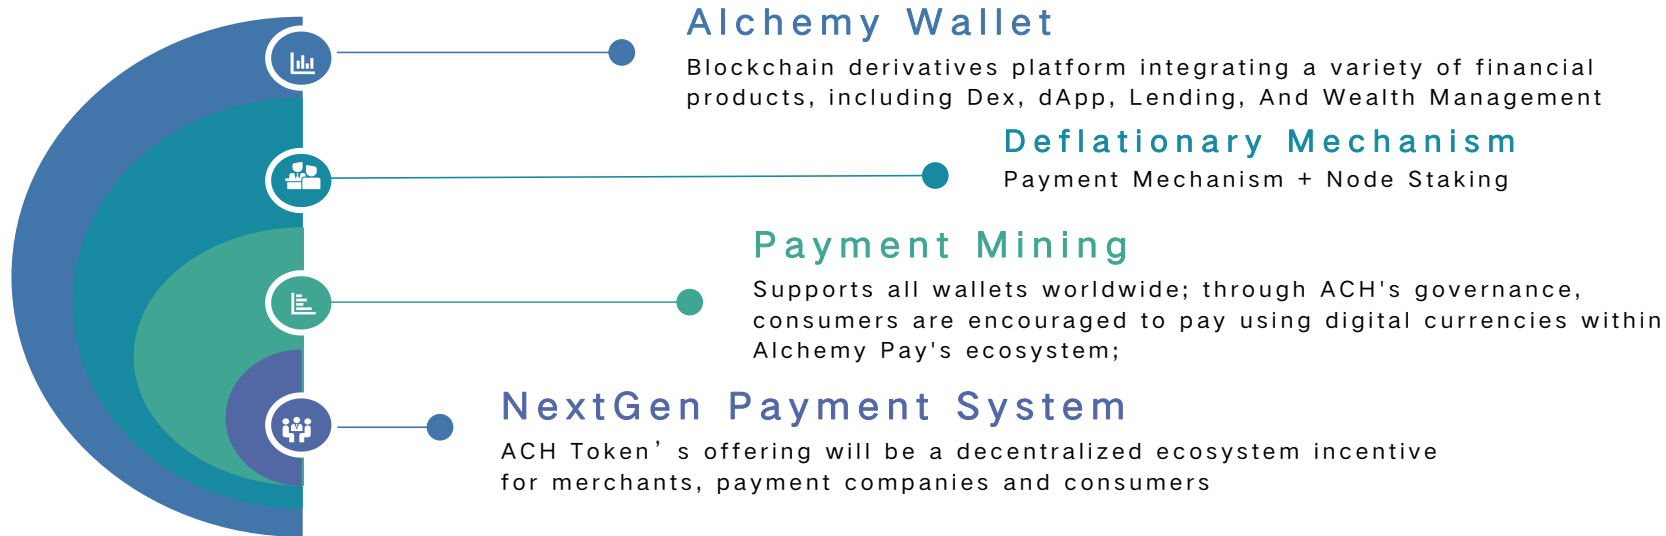 Alchemy Wallet
Blockchain derivatives platform integrating a variety of financial
products, including Dex, dApp, Lending, And Wealth Management
Deflationary Mechanism
Payment Mechanism + Node Staking
Payment Mining
Supports all wallets worldwide; through ACH's governance,
consumers are encouraged to pay using digital currencies within
Alchemy Pay's ecosystem;
NextGen Payment System
ACH Token’s offering will be a decentralized ecosystem incentive
for merchants, payment companies and consumers